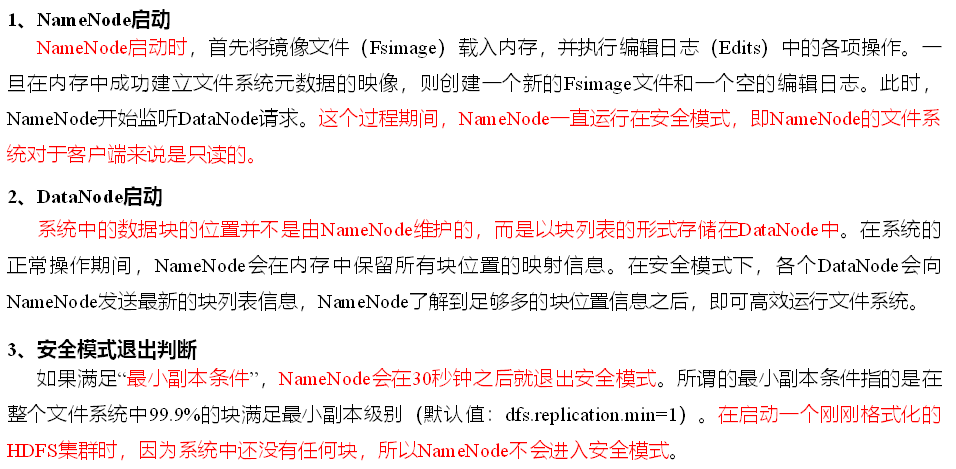 1、NameNode启动
NameNode启动时，首先将镜像文件（Fsimage）载入内存，并执行编辑日志（Edits）中的各项操作。一
旦在内存中成功建立文件系统元数据的映像，则创建一个新的Fsimage文件和一个空的编辑日志。此时，
NameNode开始监听DataNode请求。这个过程期间，NameNode一直运行在安全模式，即NameNode的文件系
统对于客户端来说是只读的。
2、DataNode启动
系统中的数据块的位置并不是由NameNode维护的，而是以块列表的形式存储在DataNode中。在系统的
正常操作期间，NameNode会在内存中保留所有块位置的映射信息。在安全模式下，各个DataNode会向
NameNode发送最新的块列表信息，NameNode了解到足够多的块位置信息之后，即可高效运行文件系统。
3、安全模式退出判断
如果满足“最小副本条件”，NameNode会在30秒钟之后就退出安全模式。所谓的最小副本条件指的是在
整个文件系统中99.9%的块满足最小副本级别（默认值：dfs.replication.min=1）。在启动一个刚刚格式化的
HDFS集群时，因为系统中还没有任何块，所以NameNode不会进入安全模式。